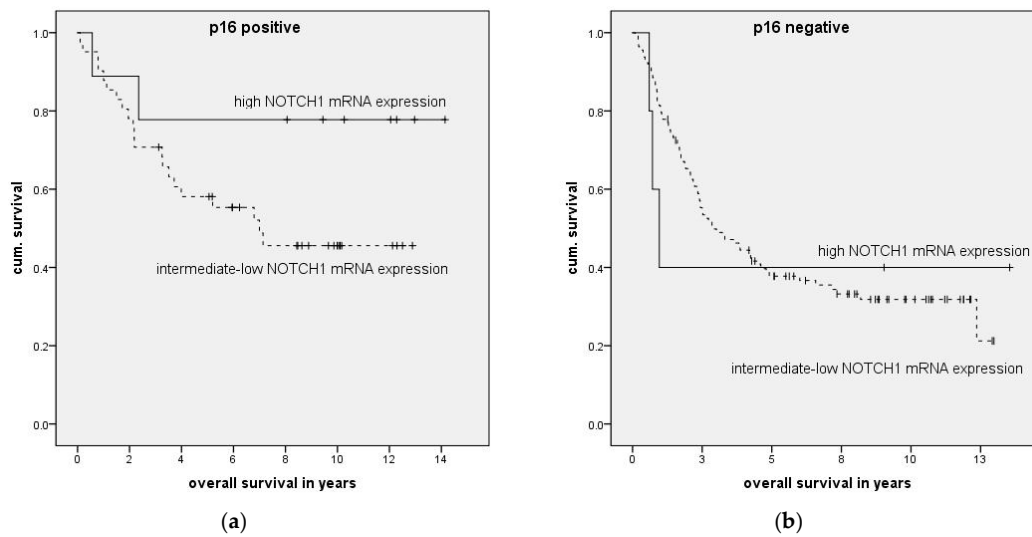 p16 positive
cum. survival
1.0
0.8
0.6
0.4
0.2
0.0
high NOTCH1 mRNA expression
intermediate-low NOTCH1 mRNA expression
0 2 4 6 8 10 12 14
overall survival in years
(a)
p16 negative
cum. survival
1.0
0.8
0.6
0.4
0.2
0.0
high NOTCH1 mRNA expression
intermediate-low NOTCH1 mRNA expression
0 3 5 8 10 13
overall survival in years
(b)